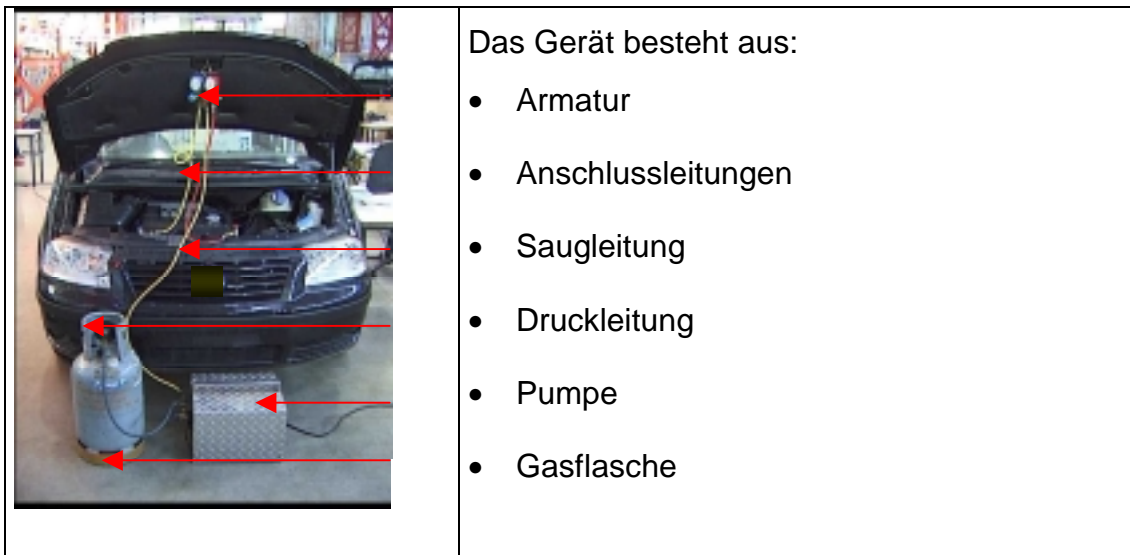 Das Gerät besteht aus:
• Armatur
• Anschlussleitungen
• Saugleitung
• Druckleitung
• Pumpe
• Gasflasche